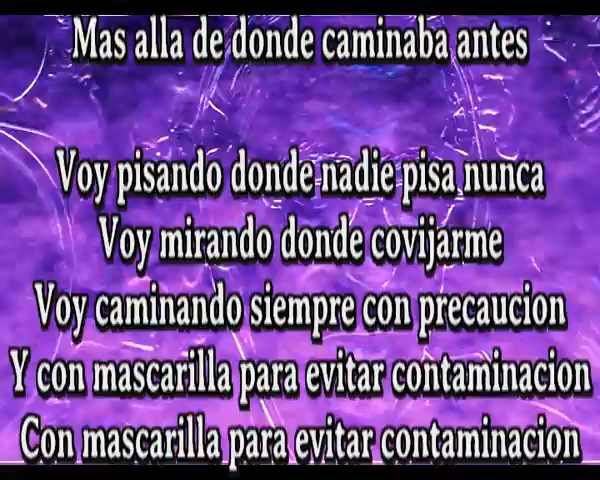 Mas alla de donde caminaba antes
Voy pisando donde nadie pisa nunca
Voy mirando donde covijarme
Voy caminando siempre con precaucion
Y con mascarilla para evitar contaminacion
Con mascarilla para evitar contaminacion